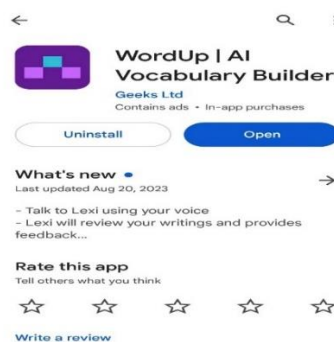 WordUp | AI
Vocabulary Builder
Geeks Ltd
Contains ads • In-app purchases
Uninstall
Open
What's new •
Last updated Aug 20, 2023
- Talk to Lexi using your voice
- Lexi will review your writings and provides
feedback...
Rate this app
Tell others what you think
Write a review